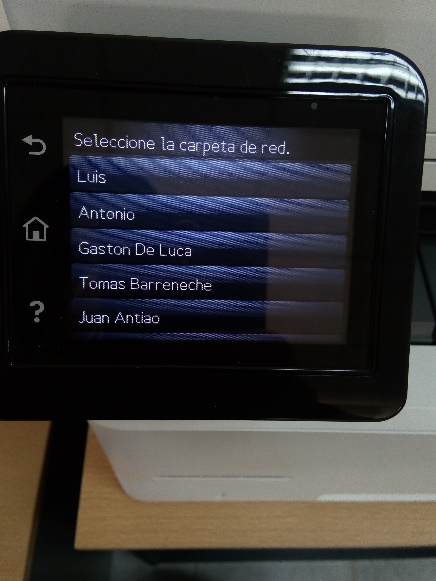 Seleccione la carpeta de red.
Luis
Antonio
Gaston De Luca
Tomas Barreneche
Juan Antiao
?